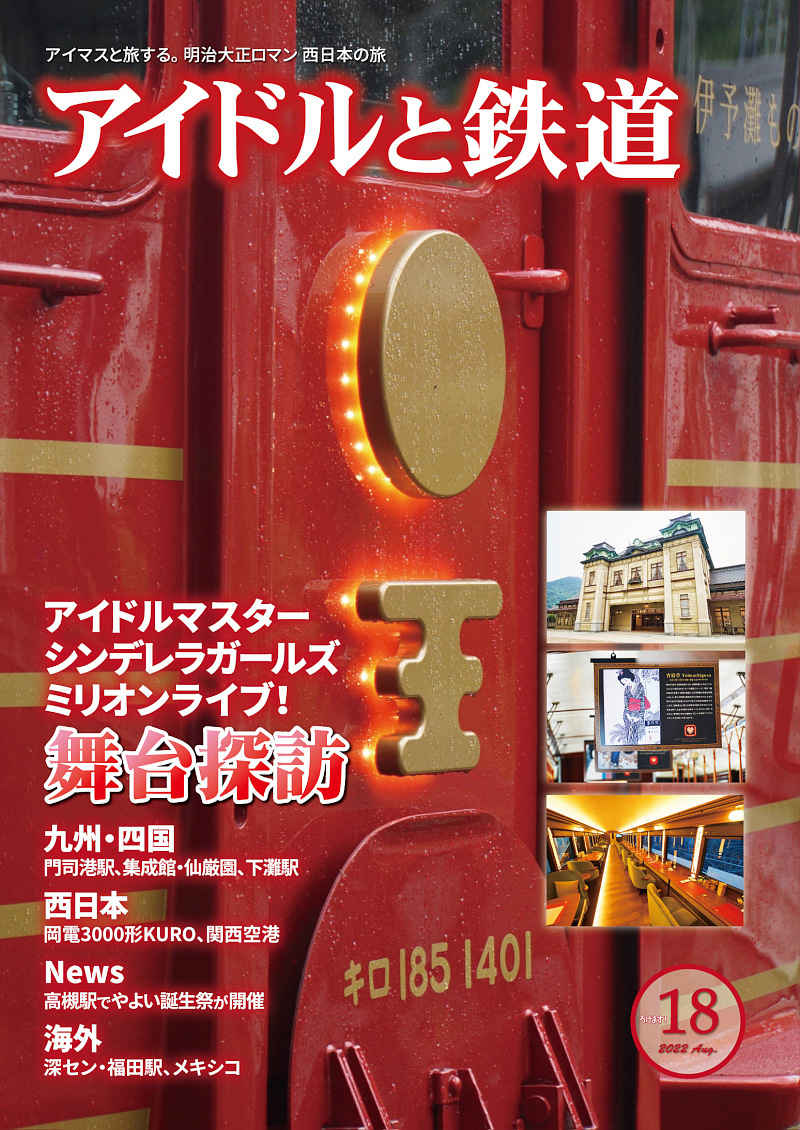 アイマスと旅する。明治大正ロマン 西日本の旅
アイドルと鉄道
伊予灘もの
アイドルマスター
シンデレラガールズ
ミリオンライブ!
舞台探訪
九州・四国
門司港駅、集成館・仙厳園、下灘駅
西日本
岡電3000形KURO、関西空港
News
高槻駅でやよい誕生祭が開催
海外
深セン・福田駅、メキシコ
キロ185 1401
ろけます!
18
2022 Aug.